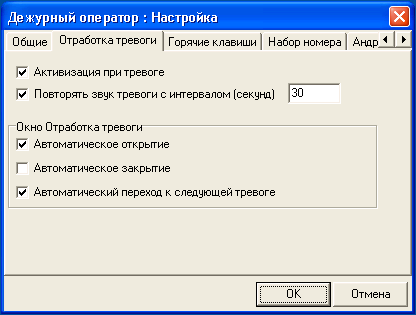 Дежурный оператор : Настройка
Общие Отработка тревоги Горячие клавиши Набор номера Андр
Активизация при тревоге
Повторять звук тревоги с интервалом (секунд) 30
Окно Отработка тревоги
Автоматическое открытие
Автоматическое закрытие
Автоматический переход к следующей тревоге
OK Отмена